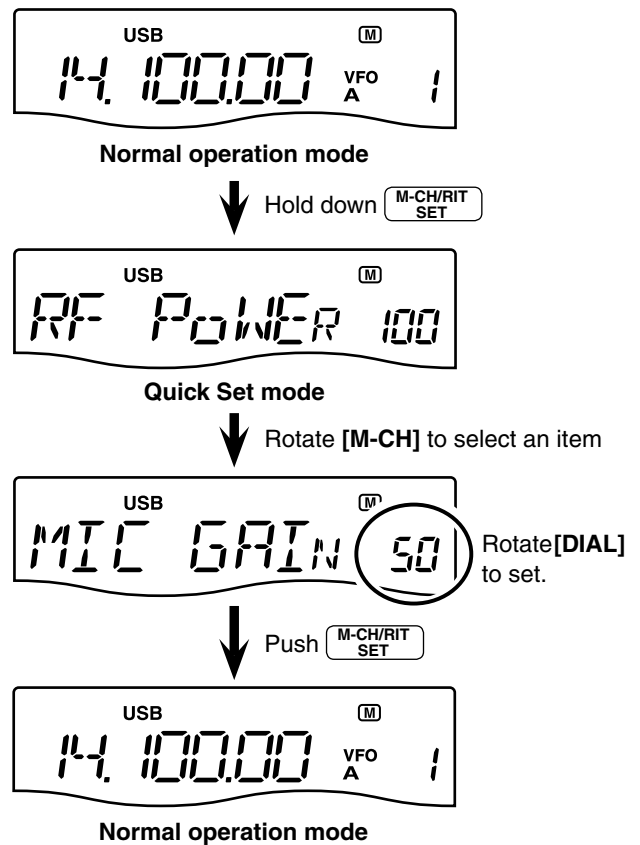 USB M
14.100.00 VFO A 1
Normal operation mode
Hold down M-CH/RIT SET
USB M
RF PoWER 100
Quick Set mode
Rotate [M-CH] to select an item
USB M
MIC GAIN 50
Rotate[DIAL]
to set.
Push M-CH/RIT SET
USB M
14.100.00 VFO A 1
Normal operation mode